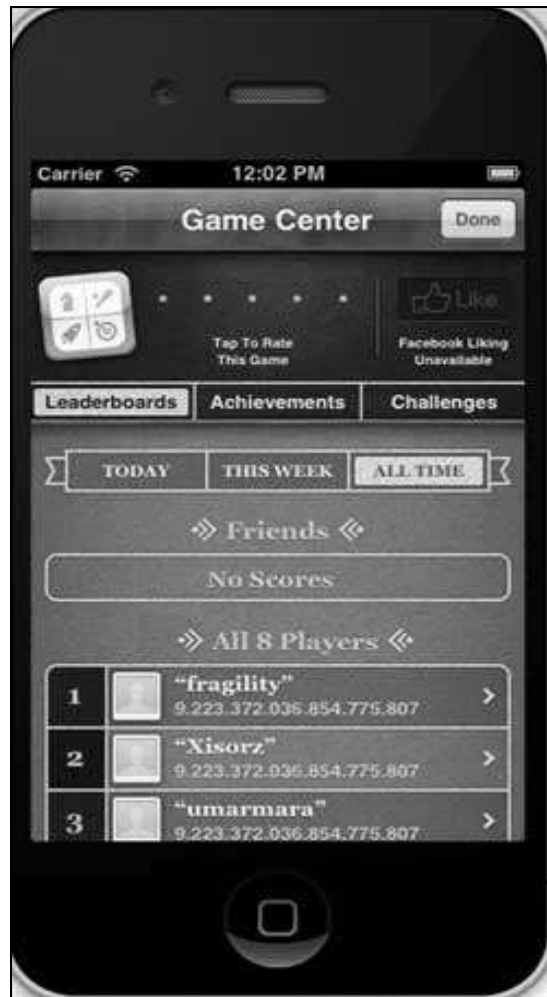 Carrier 12:02 PM
Game Center Done
Like
Tap To Rate
This Game
Facebook Liking
Unavailable
Leaderboards Achievements Challenges
TODAY THIS WEEK ALL TIME
Friends
No Scores
All 8 Players
1 “fragility”
9.223.372.036.854.775.807
2 “Xisorz”
9.223.372.036.854.775.807
3 “umarmara”
9.223.372.036.854.775.807